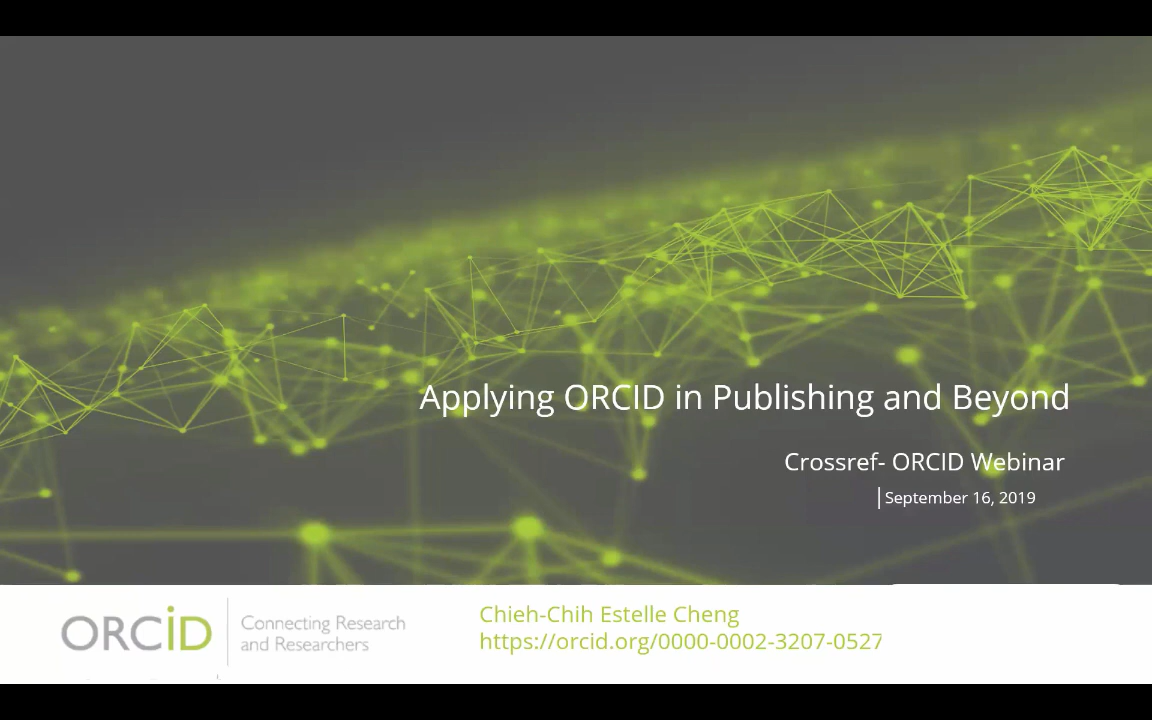 Applying ORCID in Publishing and Beyond
Crossref- ORCID Webinar
September 16, 2019
ORCID
Connecting Research
and Researchers
Chieh-Chih Estelle Cheng
https://orcid.org/0000-0002-3207-0527